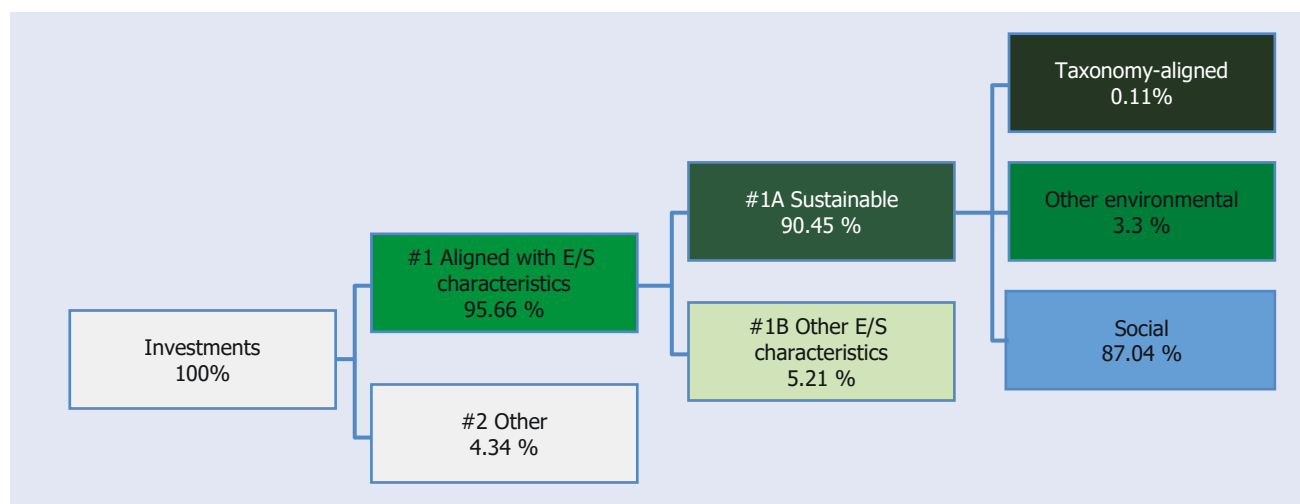 Investments
100%
#1 Aligned with E/S
characteristics
95.66 %
#2 Other
4.34 %
#1A Sustainable
90.45 %
#1B Other E/S
characteristics
5.21 %
Taxonomy-aligned
0.11%
Other environmental
3.3 %
Social
87.04 %